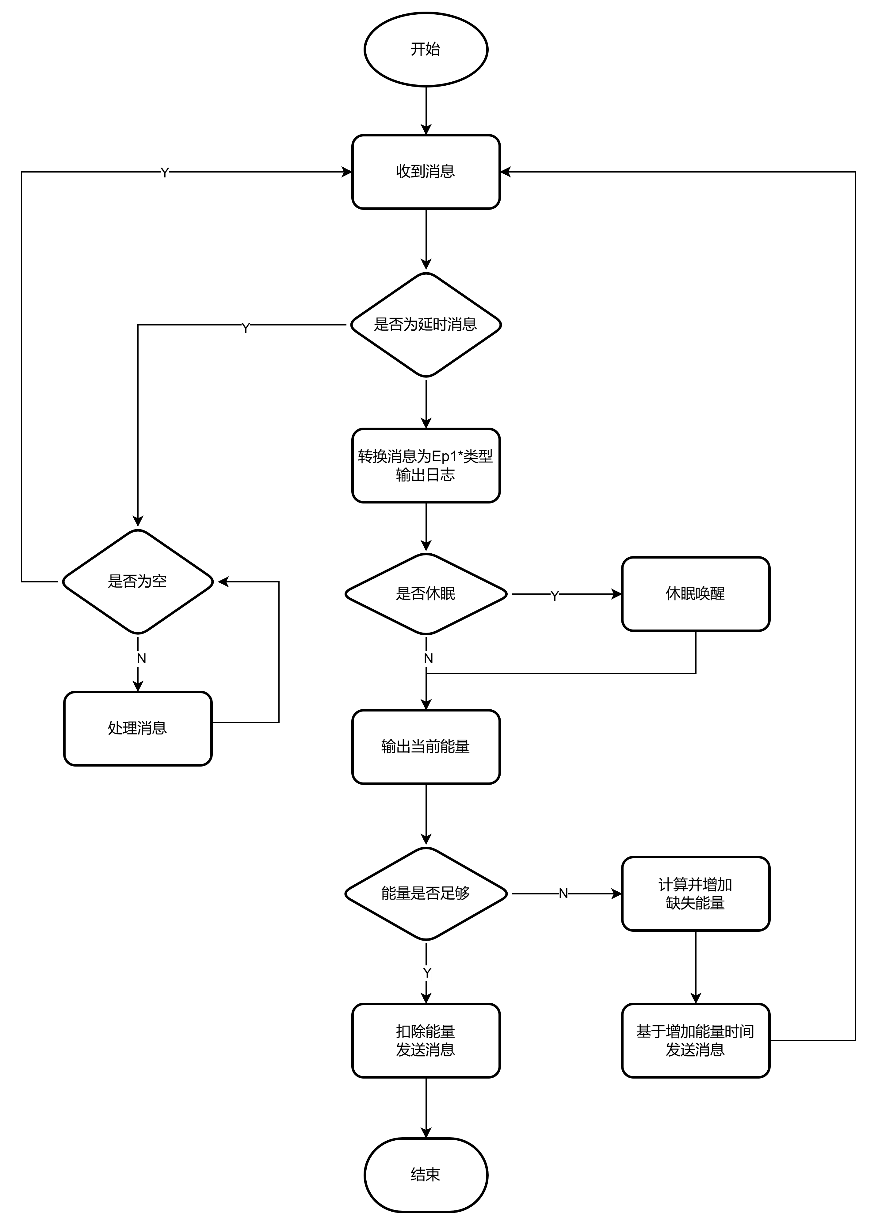 开始
收到消息
Y
是否为延时消息
Y
转换消息为Ep1*类型
输出日志
是否为空
N
处理消息
是否休眠
Y
休眠唤醒
N
输出当前能量
能量是否足够
N
计算并增加
缺失能量
Y
扣除能量
发送消息
基于增加能量时间
发送消息
结束